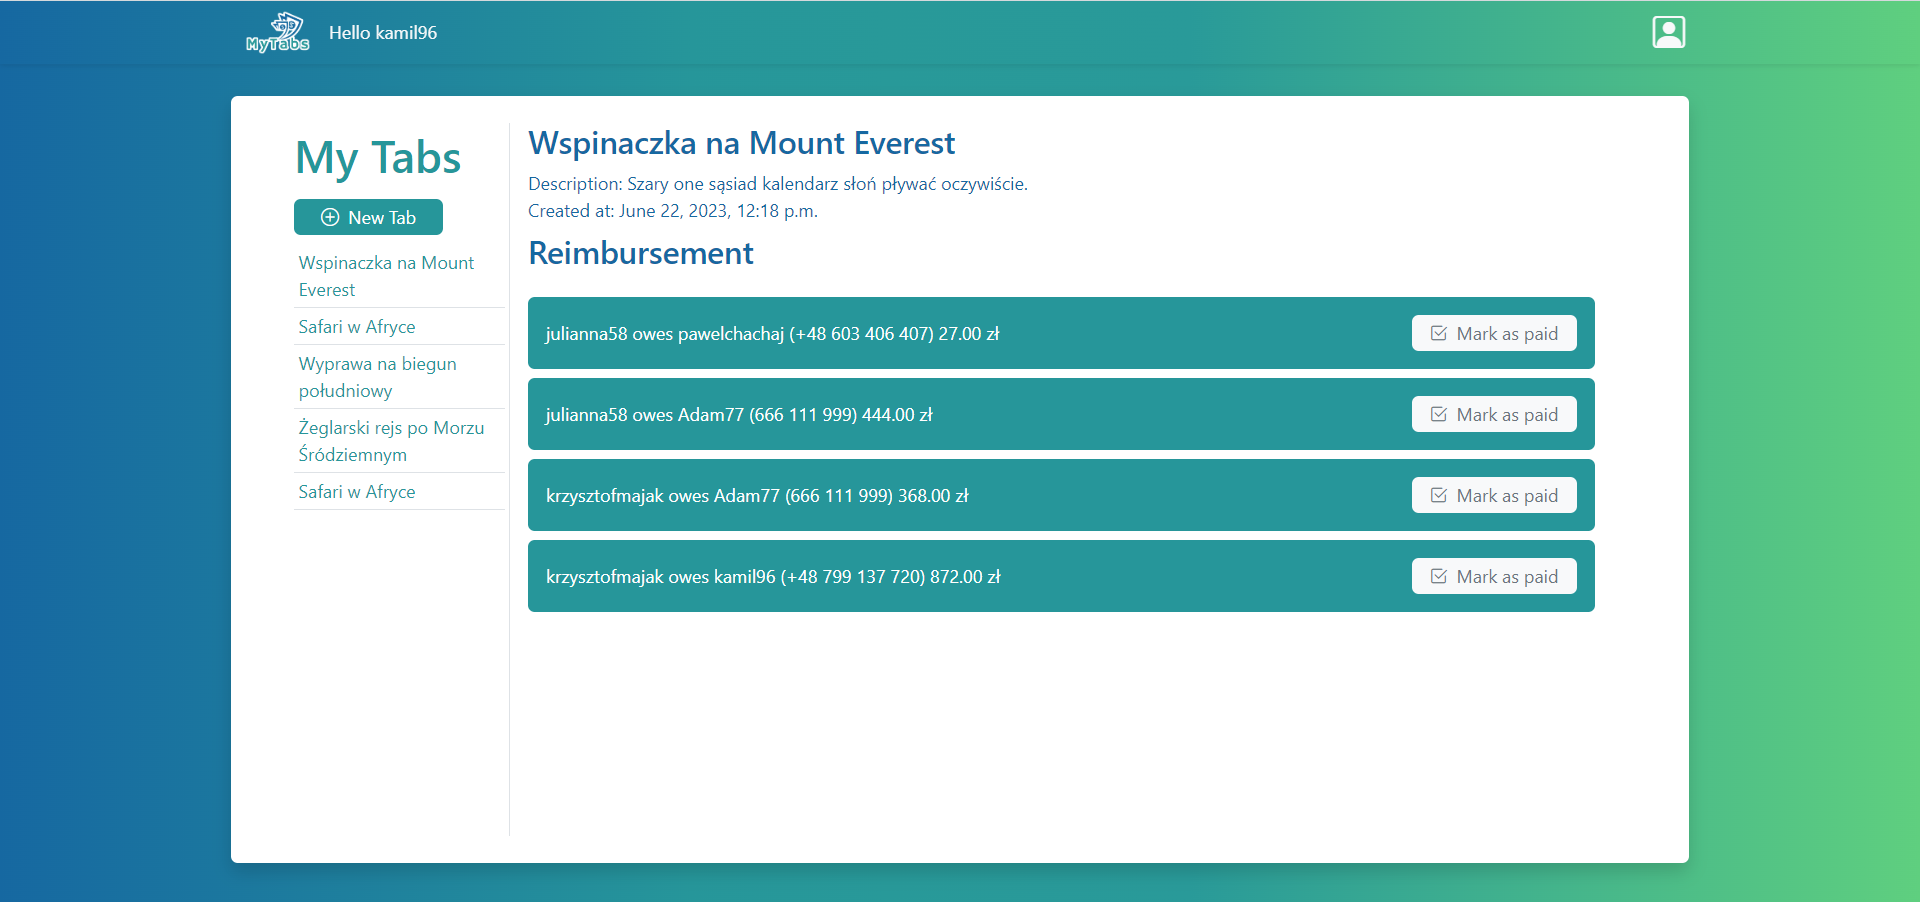 MyTabs
Hello kamil96
My Tabs
New Tab
Wspinaczka na Mount
Everest
Safari w Afryce
Wyprawa na biegun
południowy
Żeglarski rejs po Morzu
Śródziemnym
Safari w Afryce
Wspinaczka na Mount Everest
Description: Szary one sąsiad kalendarz słoń pływać oczywiście.
Created at: June 22, 2023, 12:18 p.m.
Reimbursement
julianna58 owes pawelchachaj (+48 603 406 407) 27.00 zł
Mark as paid
julianna58 owes Adam77 (666 111 999) 444.00 zł
Mark as paid
krzysztofmajak owes Adam77 (666 111 999) 368.00 zł
Mark as paid
krzysztofmajak owes kamil96 (+48 799 137 720) 872.00 zł
Mark as paid